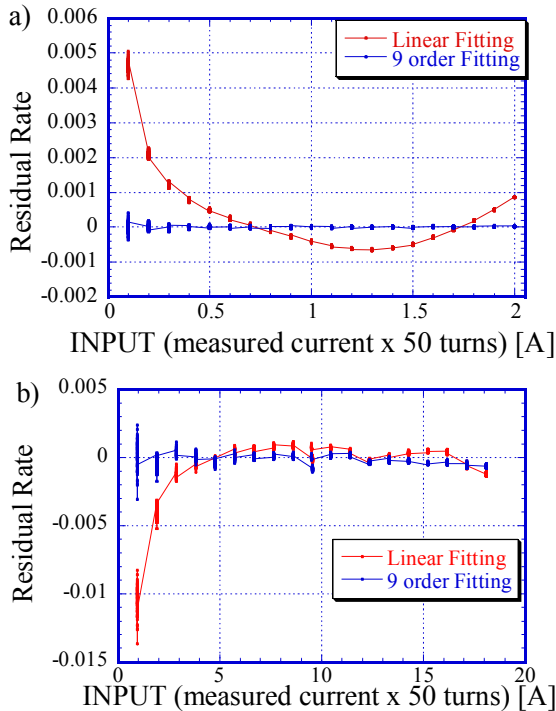 a)
0.006
0.005
0.004
0.003
0.002
0.001
0
-0.001
-0.002
Residual Rate
Linear Fitting
9 order Fitting
0 0.5 1 1.5 2
INPUT (measured current x 50 turns) [A]
b)
0.005
0
-0.005
-0.01
-0.015
Residual Rate
Linear Fitting
9 order Fitting
0 5 10 15 20
INPUT (measured current x 50 turns) [A]